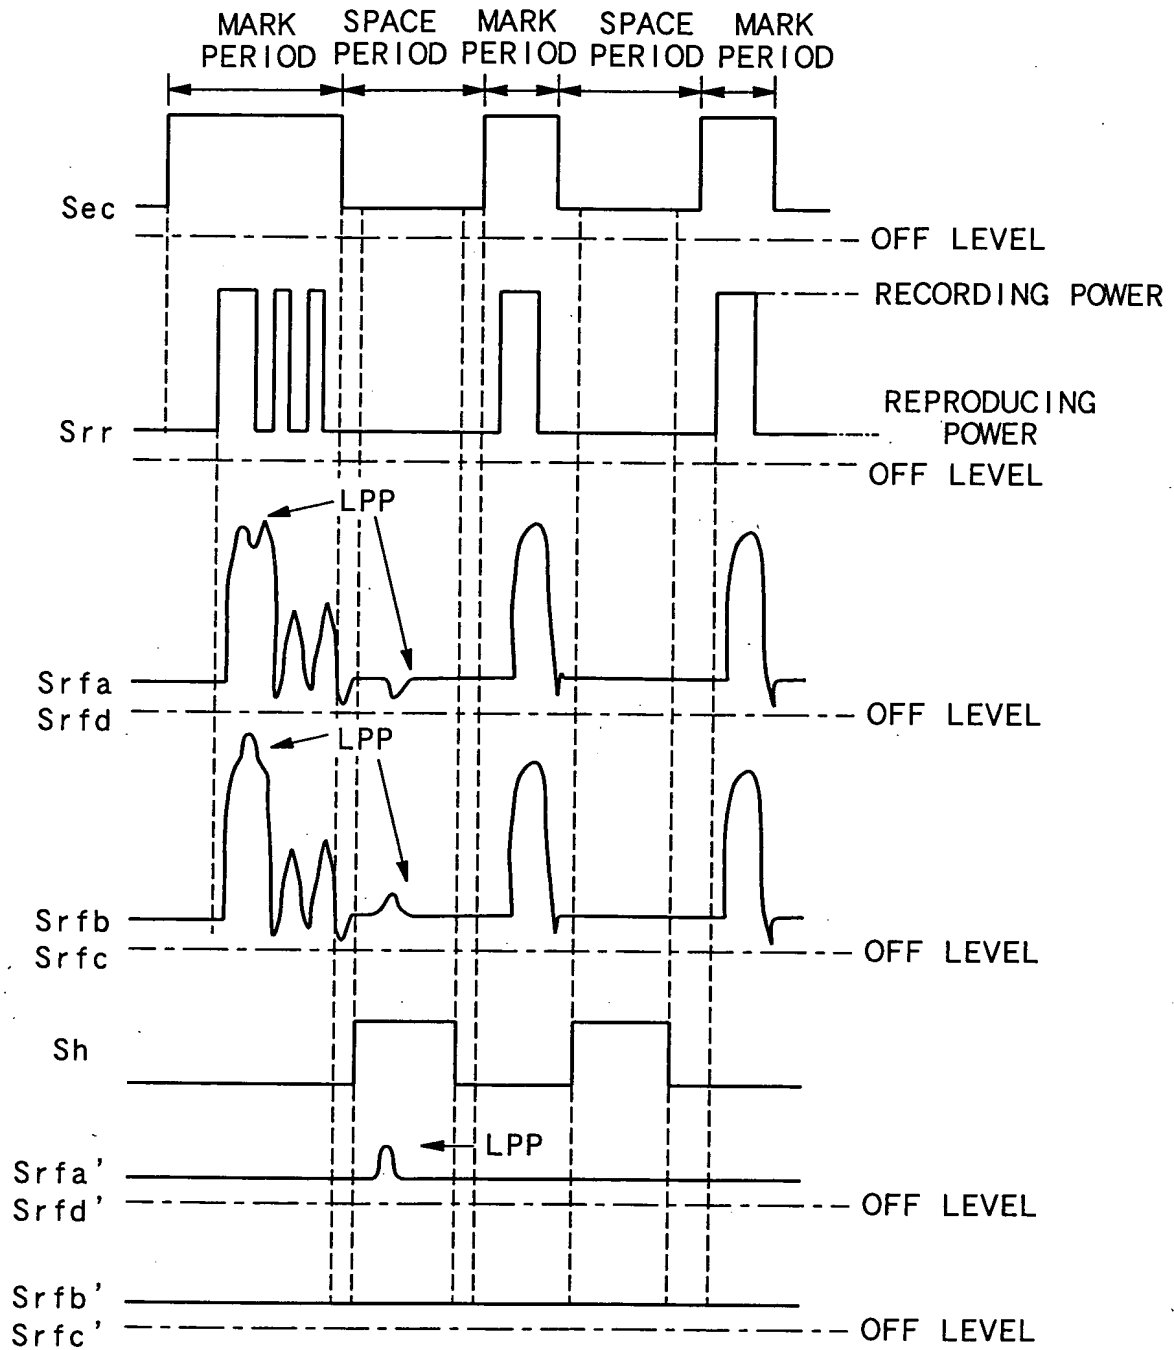 MARK PERIOD
SPACE PERIOD
MARK PERIOD
SPACE PERIOD
MARK PERIOD
Sec
OFF LEVEL
RECORDING POWER
Srr
REPRODUCING POWER
OFF LEVEL
LPP
Srfa
Srfd
OFF LEVEL
LPP
Srfb
Srfc
OFF LEVEL
Sh
LPP
Srfa'
Srfd'
OFF LEVEL
Srfb'
Srfc'
OFF LEVEL